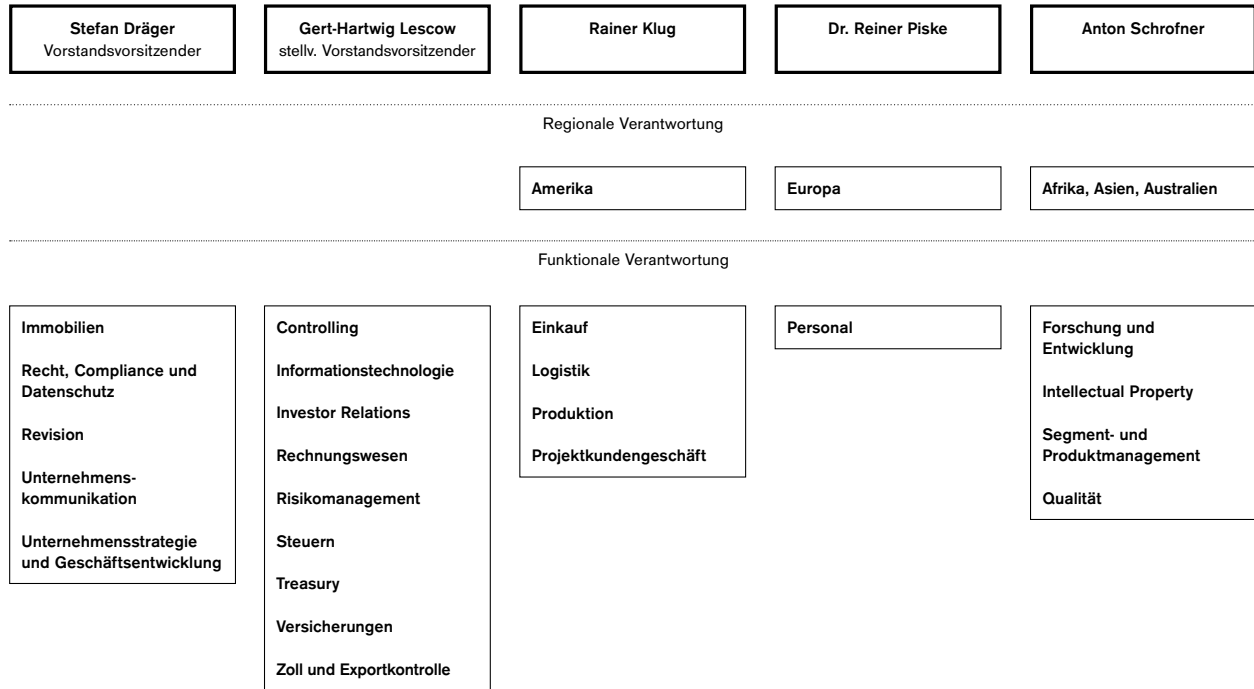 Stefan Dräger
Vorstandsvorsitzender
Gert-Hartwig Lescow
stellv. Vorstandsvorsitzender
Rainer Klug
Dr. Reiner Piske
Anton Schrofner
Regionale Verantwortung
Amerika
Europa
Afrika, Asien, Australien
Funktionale Verantwortung
Immobilien
Recht, Compliance und
Datenschutz
Revision
Unternehmens-
kommunikation
Unternehmensstrategie
und Geschäftsentwicklung
Controlling
Informationstechnologie
Investor Relations
Rechnungswesen
Risikomanagement
Steuern
Treasury
Versicherungen
Zoll und Exportkontrolle
Einkauf
Logistik
Produktion
Projektkundengeschäft
Personal
Forschung und
Entwicklung
Intellectual Property
Segment- und
Produktmanagement
Qualität